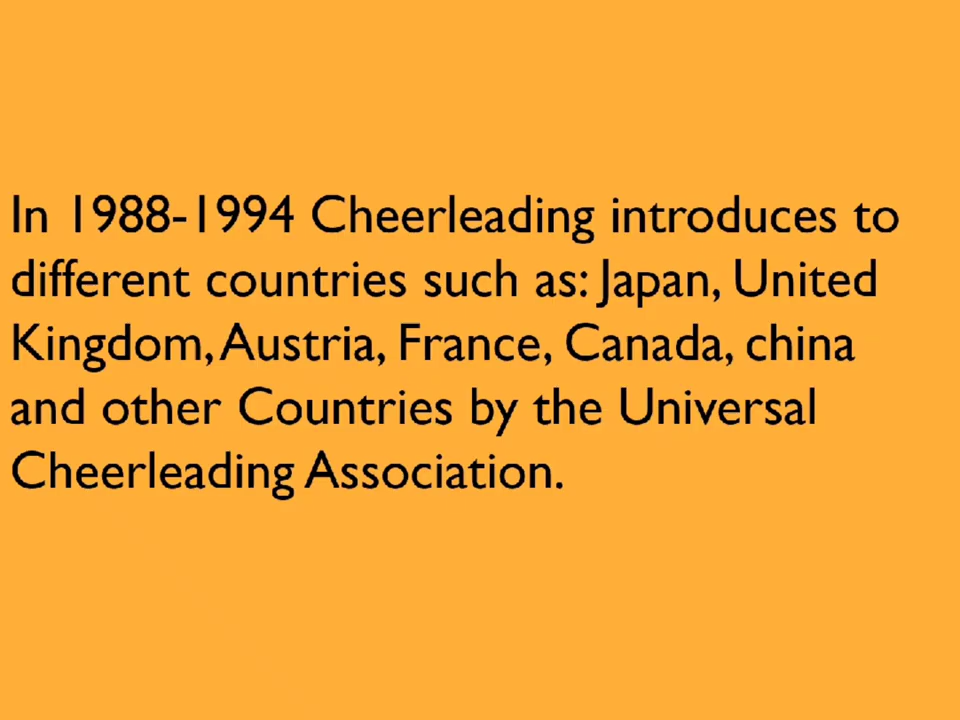 In 1988-1994 Cheerleading introduces to
different countries such as: Japan, United
Kingdom, Austria, France, Canada, china
and other Countries by the Universal
Cheerleading Association.